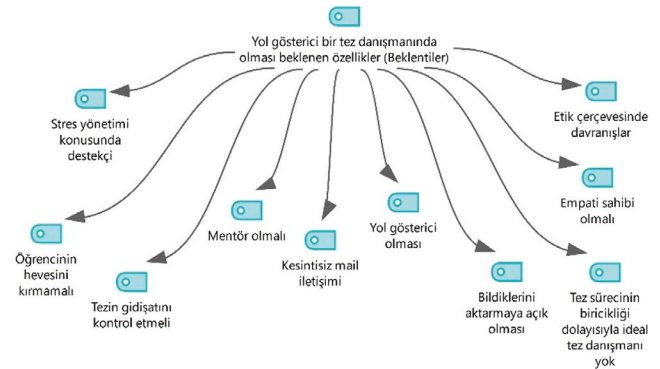 Yol gösterici bir tez danışmanında
olması beklenen özellikler (Beklentiler)
Stres yönetimi
konusunda
destekçi
Etik çerçevesinde
davranışlar
Öğrencinin
hevesini
kırmamalı
Tezin gidişatını
kontrol etmeli
Mentör olmalı
Kesintisiz mail
iletişimi
Yol gösterici
olması
Bildiklerini
aktarmaya açık
olması
Empati sahibi
olmalı
Tez sürecinin
biricikliği
dolayısıyla ideal
tez danışmanı
yok